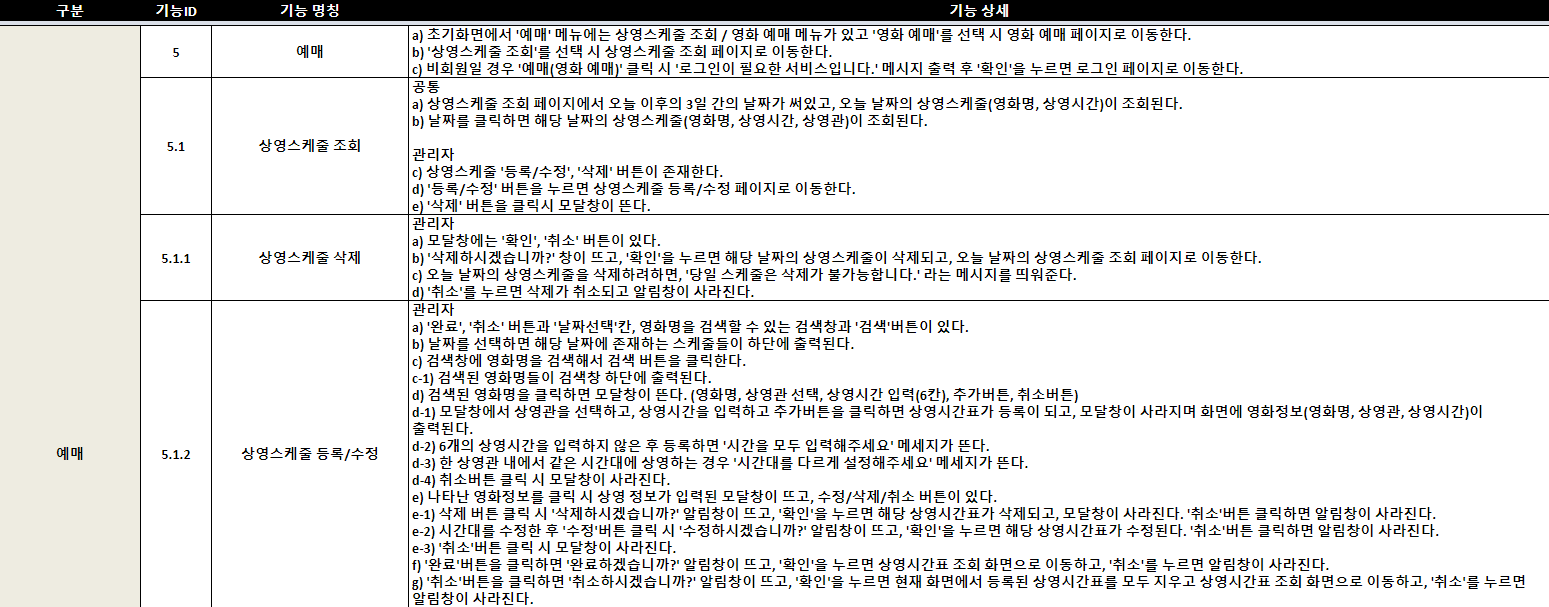 구분 기능ID 기능 명칭 기능 상세
예매
5 예매
a) 초기화면에서 '예매' 메뉴에는 상영스케줄 조회 / 영화 예매 메뉴가 있고 '영화 예매'를 선택 시 영화 예매 페이지로 이동한다.
b) '상영스케줄 조회'를 선택 시 상영스케줄 조회 페이지로 이동한다.
c) 비회원일 경우 '예매(영화 예매)' 클릭 시 '로그인이 필요한 서비스입니다.' 메시지 출력 후 '확인'을 누르면 로그인 페이지로 이동한다.
5.1 상영스케줄 조회
공통
a) 상영스케줄 조회 페이지에서 오늘 이후의 3일 간의 날짜가 써있고, 오늘 날짜의 상영스케줄(영화명, 상영시간)이 조회된다.
b) 날짜를 클릭하면 해당 날짜의 상영스케줄(영화명, 상영시간, 상영관)이 조회된다.
관리자
c) 상영스케줄 '등록/수정', '삭제' 버튼이 존재한다.
d) '등록/수정' 버튼을 누르면 상영스케줄 등록/수정 페이지로 이동한다.
e) '삭제' 버튼을 클릭시 모달창이 뜬다.
5.1.1 상영스케줄 삭제
관리자
a) 모달창에는 '확인', '취소' 버튼이 있다.
b) '삭제하시겠습니까?' 창이 뜨고, '확인'을 누르면 해당 날짜의 상영스케줄이 삭제되고, 오늘 날짜의 상영스케줄 조회 페이지로 이동한다.
c) 오늘 날짜의 상영스케줄을 삭제하려하면, '당일 스케줄은 삭제가 불가능합니다.' 라는 메시지를 띄워준다.
d) '취소'를 누르면 삭제가 취소되고 알림창이 사라진다.
5.1.2 상영스케줄 등록/수정
관리자
a) '완료', '취소' 버튼과 '날짜선택'칸, 영화명을 검색할 수 있는 검색창과 '검색'버튼이 있다.
b) 날짜를 선택하면 해당 날짜에 존재하는 스케줄들이 하단에 출력된다.
c) 검색창에 영화명을 검색해서 검색 버튼을 클릭한다.
c-1) 검색된 영화명들이 검색창 하단에 출력된다.
d) 검색된 영화명을 클릭하면 모달창이 뜬다. (영화명, 상영관 선택, 상영시간 입력(6칸), 추가버튼, 취소버튼)
d-1) 모달창에서 상영관을 선택하고, 상영시간을 입력하고 추가버튼을 클릭하면 상영시간표가 등록이 되고, 모달창이 사라지며 화면에 영화정보(영화명, 상영관, 상영시간)이
출력된다.
d-2) 6개의 상영시간을 입력하지 않은 후 등록하면 '시간을 모두 입력해주세요' 메세지가 뜬다.
d-3) 한 상영관 내에서 같은 시간대에 상영하는 경우 '시간대를 다르게 설정해주세요' 메세지가 뜬다.
d-4) 취소버튼 클릭 시 모달창이 사라진다.
e) 나타난 영화정보를 클릭 시 상영 정보가 입력된 모달창이 뜨고, 수정/삭제/취소 버튼이 있다.
e-1) 삭제 버튼 클릭 시 '삭제하시겠습니까?' 알림창이 뜨고, '확인'을 누르면 해당 상영시간표가 삭제되고, 모달창이 사라진다. '취소'버튼 클릭하면 알림창이 사라진다.
e-2) 시간대를 수정한 후 '수정'버튼 클릭 시 '수정하시겠습니까?' 알림창이 뜨고, '확인'을 누르면 해당 상영시간표가 수정된다. '취소'버튼 클릭하면 알림창이 사라진다.
e-3) '취소'버튼 클릭 시 모달창이 사라진다.
f) '완료'버튼을 클릭하면 '완료하겠습니까?' 알림창이 뜨고, '확인'을 누르면 상영시간표 조회 화면으로 이동하고, '취소'를 누르면 알림창이 사라진다.
g) '취소'버튼을 클릭하면 '취소하시겠습니까?' 알림창이 뜨고, '확인'을 누르면 현재 화면에서 등록된 상영시간표를 모두 지우고 상영시간표 조회 화면으로 이동하고, '취소'를 누르면
알림창이 사라진다.